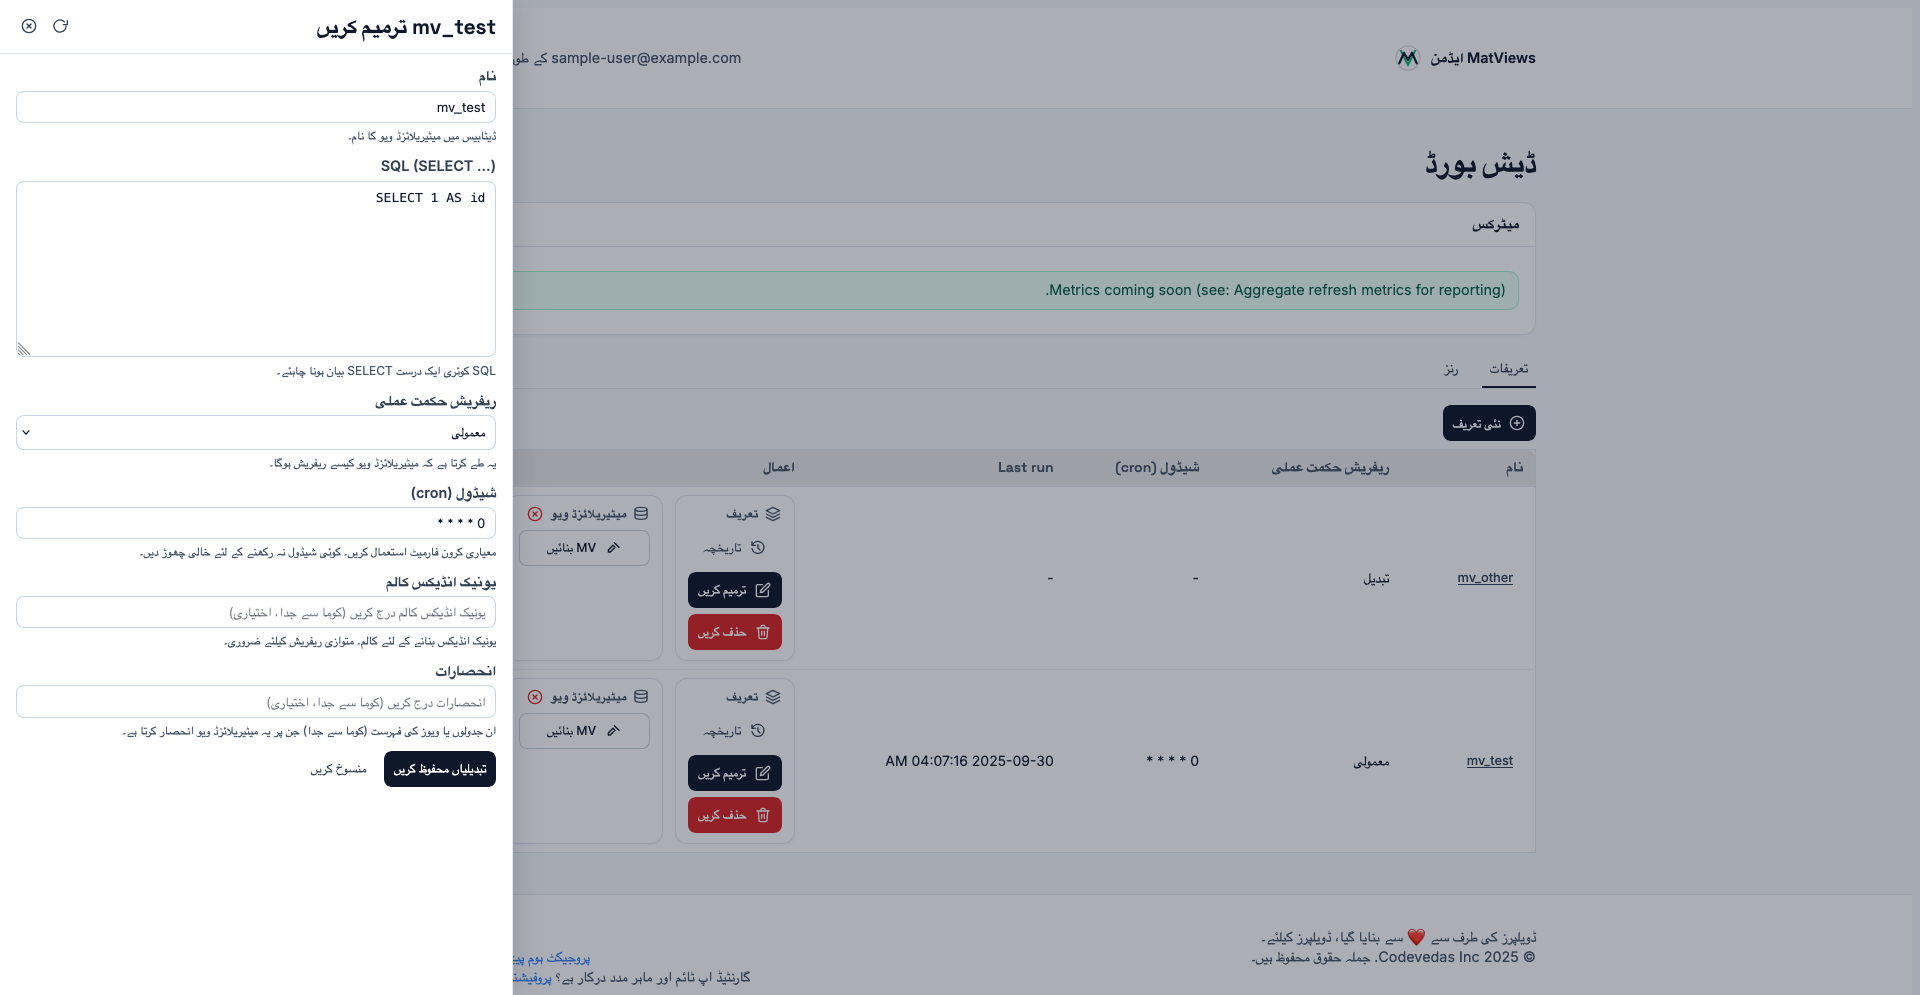 mv_test ترمیم کریں
نام
mv_test
ڈیٹابیس میں میٹیریلائزڈ ویو کا نام۔
SQL (SELECT …)
SELECT 1 AS id
SQL کوئری ایک درست SELECT بیان ہونا چاہئے۔
ریفریش حکمت عملی
معمولی
یہ طے کرتا ہے کہ میٹیریلائزڈ ویو کیسے ریفریش ہوگا۔
شیڈول (cron)
0 * * * *
معیاری کرون فارمیٹ استعمال کریں۔ کوئی شیڈول نہ رکھنے کے لئے خالی چھوڑ دیں۔
یونیک انڈیکس کالم
یونیک انڈیکس کالم درج کریں (کوما سے جدا، اختیاری)
یونیک انڈیکس بنانے کے لئے کالم۔ متوازی ریفریش کیلئے ضروری۔
انحصارات
انحصارات درج کریں (کوما سے جدا، اختیاری)
ان جدولوں یا ویوز کی فہرست (کوما سے جدا) جن پر یہ میٹیریلائزڈ ویو انحصار کرتا ہے۔
تبدیلیاں محفوظ کریں
منسوخ کریں
MatViews ایڈمن
sample-user@example.com کے
ڈیش بورڈ
میٹرکس
Metrics coming soon (see: Aggregate refresh metrics for reporting).
تعریفات
رنز
نئی تعریف
نام ریفریش حکمت عملی شیڈول (cron) Last run اعمال
mv_other تبدیل - -
تعریف
تاریخچہ
ترمیم کریں
حذف کریں
میٹیریلائزڈ ویو
MV بنائیں
mv_test معمولی 0 * * * * 2025-09-30 04:07:16 AM
تعریف
تاریخچہ
ترمیم کریں
حذف کریں
میٹیریلائزڈ ویو
MV بنائیں
ڈویلپرز کی طرف سے ❤️ سے بنایا گیا، ڈویلپرز کیلئے۔
© 2025 Codevedas Inc. جملہ حقوق محفوظ ہیں۔
پروجیکٹ ہوم
گارنٹیڈ اپ ٹائم اور ماہر مدد درکار ہے؟